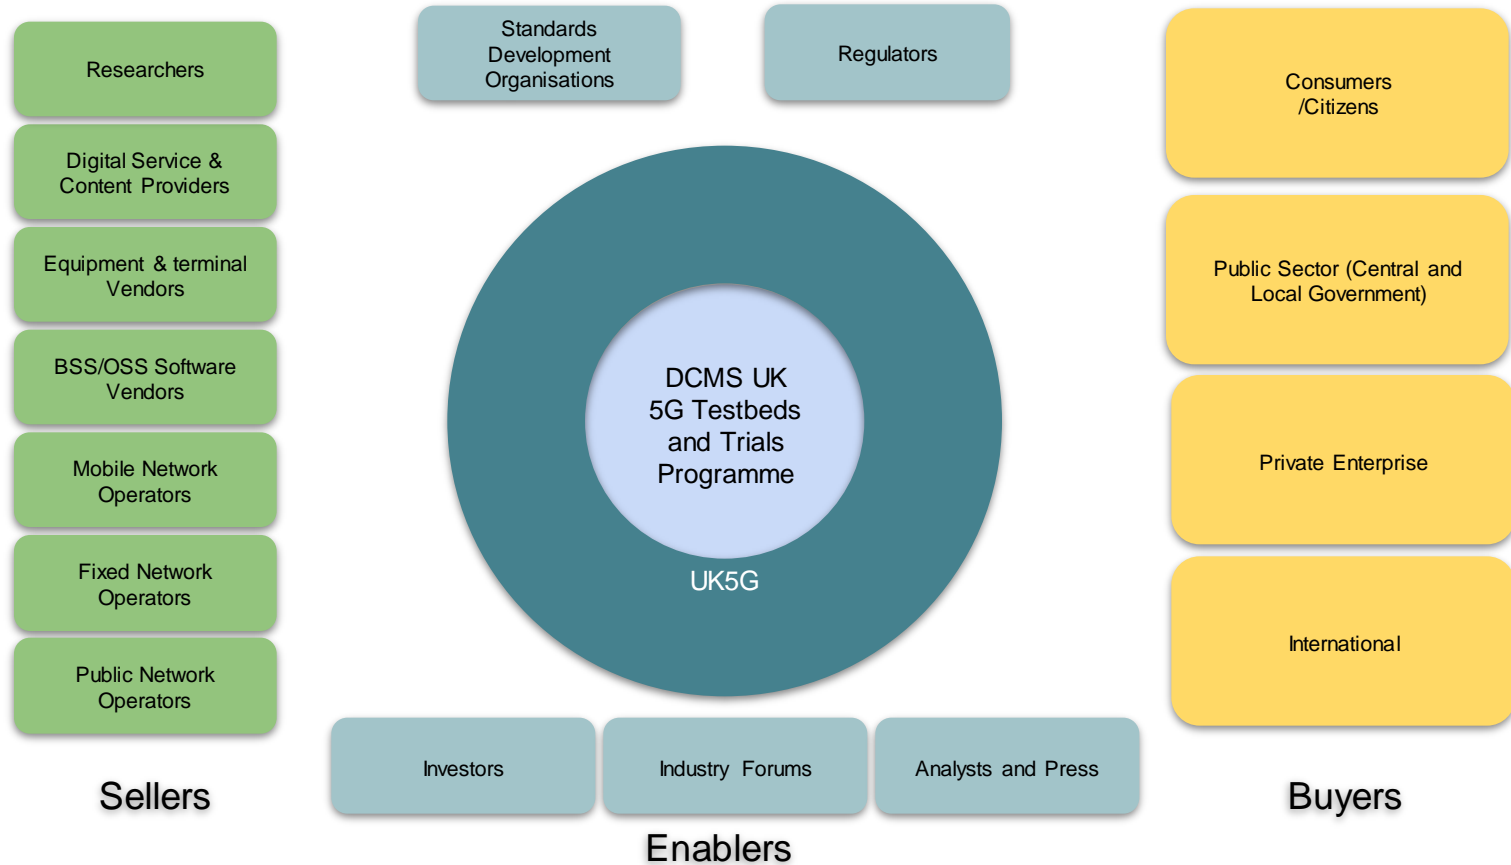 Researchers
Digital Service &
Content Providers
Equipment & terminal
Vendors
BSS/OSS Software
Vendors
Mobile Network
Operators
Fixed Network
Operators
Public Network
Operators
Sellers
Standards
Development
Organisations
Regulators
DCMS UK
5G Testbeds
and Trials
Programme
UK5G
Investors
Industry Forums
Analysts and Press
Enablers
Consumers
/Citizens
Public Sector (Central and
Local Government)
Private Enterprise
International
Buyers